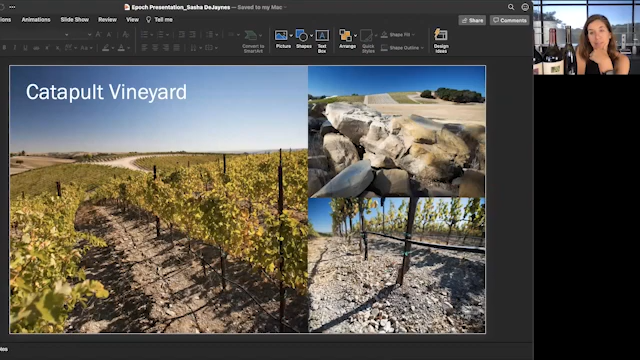 Epoch Presentation_Sasha DeJaynes — Saved to my Mac
Animations Slide Show Review View Tell me
Share Comments
Convert to SmartArt
Picture Shapes Text Box Arrange Quick Styles Shape Fill Shape Outline Design Ideas
Catapult Vineyard